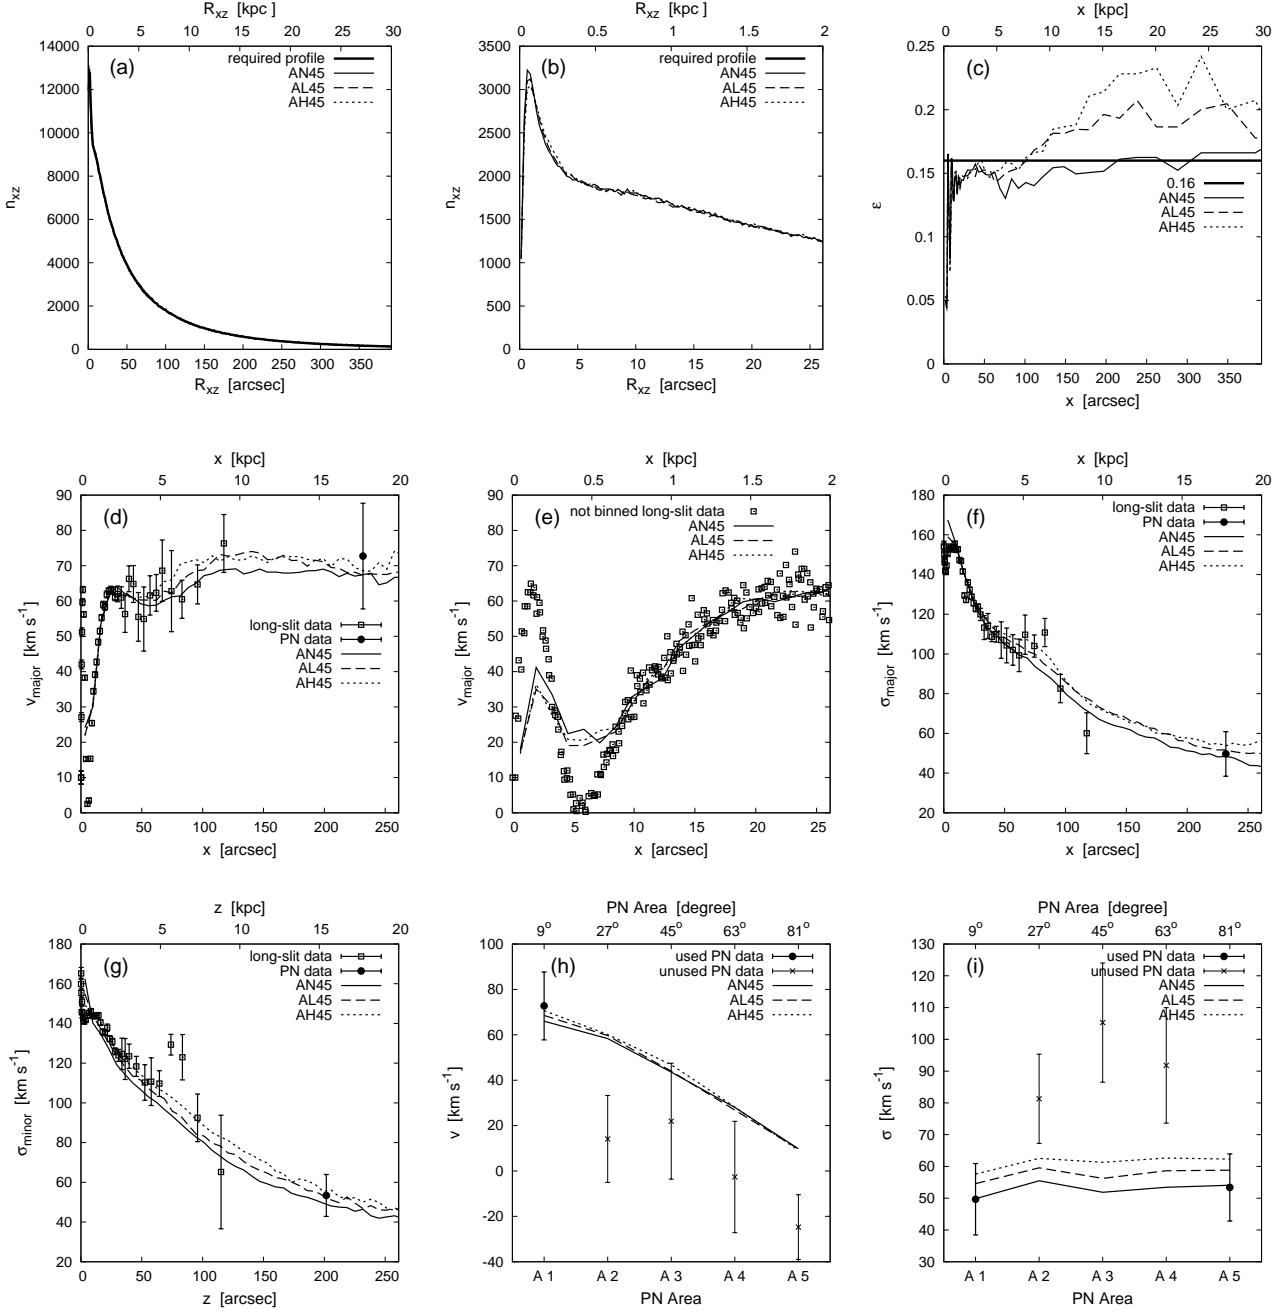 R_xz [kpc]
0 5 10 15 20 25 30
14000
12000
10000
8000
6000
4000
2000
0
n_xz
(a)
required profile
AN45
AL45
AH45
0 50 100 150 200 250 300 350
R_xz [arcsec]
R_xz [kpc]
0 0.5 1 1.5 2
3500
3000
2500
2000
1500
1000
500
0
n_xz
(b)
required profile
AN45
AL45
AH45
0 5 10 15 20 25
R_xz [arcsec]
x [kpc]
0 5 10 15 20 25 30
0.25
0.2
0.15
0.1
0.05
0
ε
(c)
0.16
AN45
AL45
AH45
0 50 100 150 200 250 300 350
x [arcsec]
x [kpc]
0 5 10 15 20
90
80
70
60
50
40
30
20
10
0
v_major [km s^-1]
(d)
long-slit data
PN data
AN45
AL45
AH45
0 50 100 150 200 250
x [arcsec]
x [kpc]
0 0.5 1 1.5 2
90
80
70
60
50
40
30
20
10
0
v_major [km s^-1]
(e)
not binned long-slit data
AN45
AL45
AH45
0 5 10 15 20 25
x [arcsec]
x [kpc]
0 5 10 15 20
180
160
140
120
100
80
60
40
20
σ_major [km s^-1]
(f)
long-slit data
PN data
AN45
AL45
AH45
0 50 100 150 200 250
x [arcsec]
z [kpc]
0 5 10 15 20
180
160
140
120
100
80
60
40
20
σ_minor [km s^-1]
(g)
long-slit data
PN data
AN45
AL45
AH45
0 50 100 150 200 250
z [arcsec]
PN Area [degree]
9° 27° 45° 63° 81°
100
80
60
40
20
0
-20
-40
v [km s^-1]
(h)
used PN data
unused PN data
AN45
AL45
AH45
A 1 A 2 A 3 A 4 A 5
PN Area
PN Area [degree]
9° 27° 45° 63° 81°
130
120
110
100
90
80
70
60
50
40
30
σ [km s^-1]
(i)
used PN data
unused PN data
AN45
AL45
AH45
A 1 A 2 A 3 A 4 A 5
PN Area